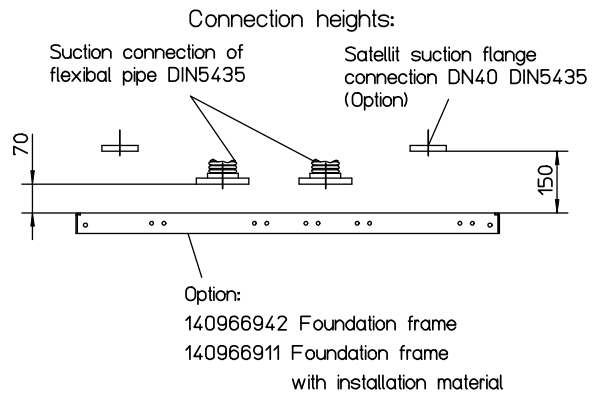 Connection heights:
Suction connection of
flexibal pipe DIN5435
Satellit suction flange
connection DN40 DIN5435
(Option)
70
150
Option:
140966942 Foundation frame
140966911 Foundation frame
with installation material